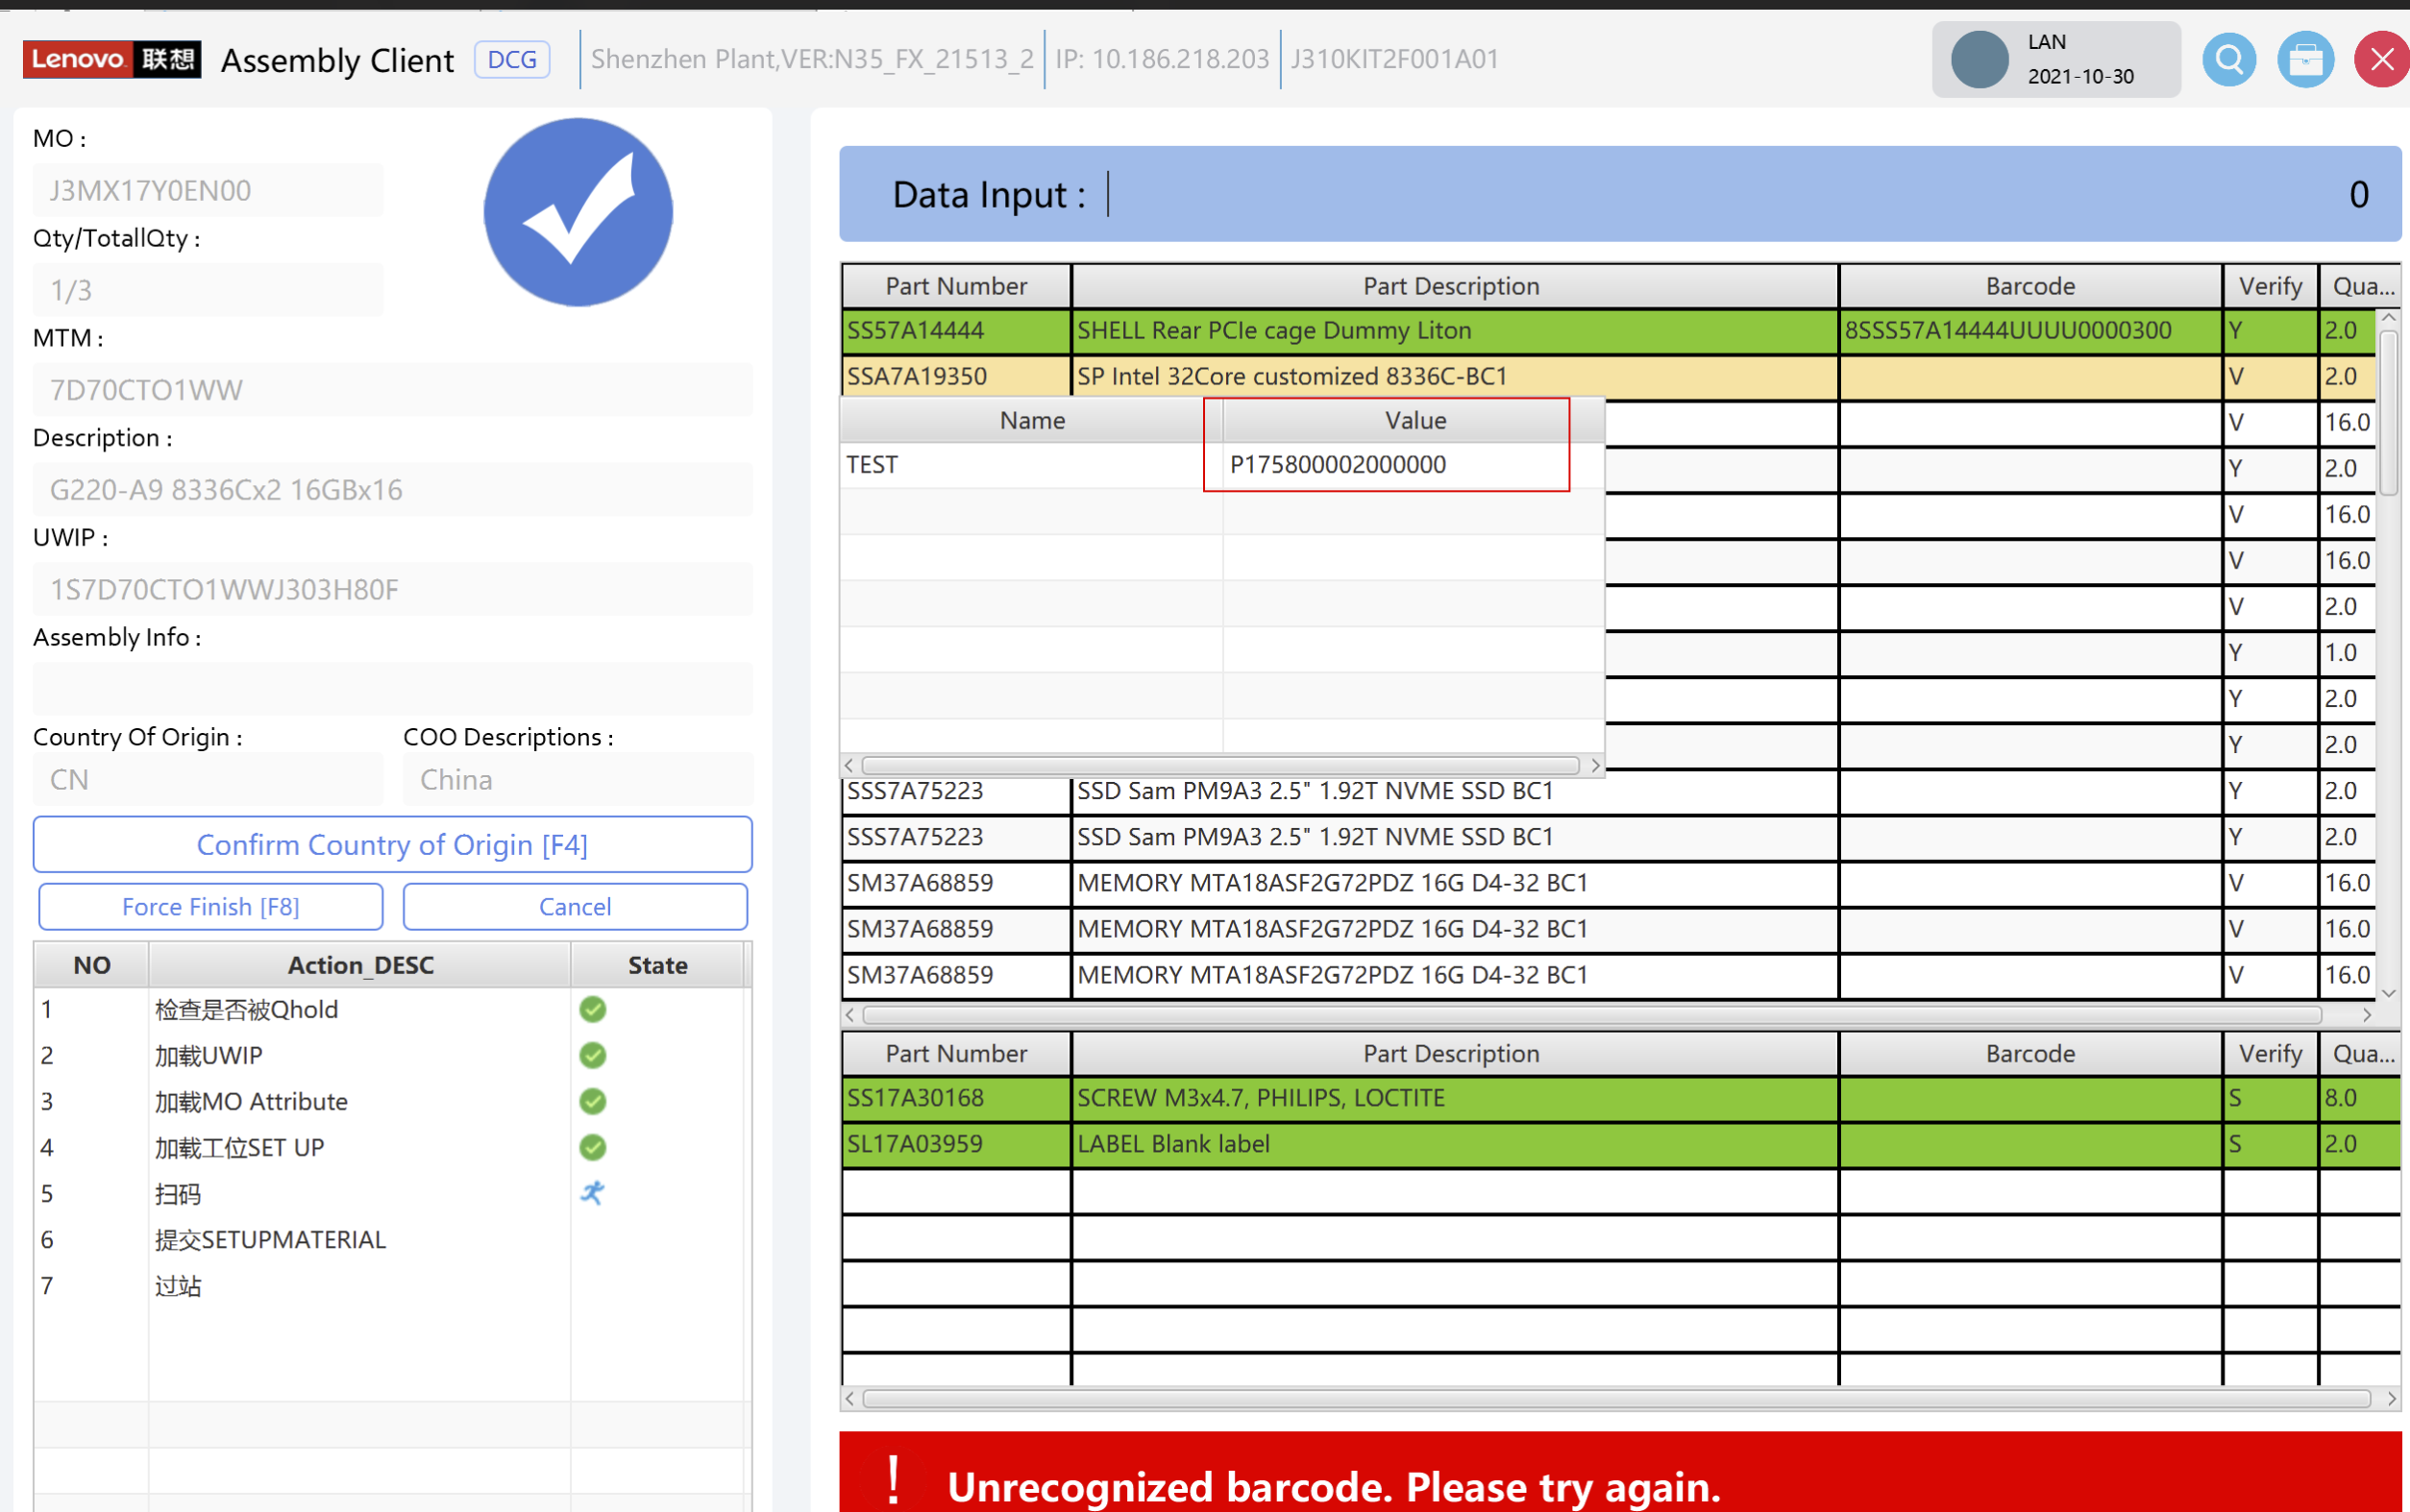 Lenovo 联想 Assembly Client DCG Shenzhen Plant,VER:N35_FX_21513_2 IP: 10.186.218.203 J310KIT2F001A01 LAN
2021-10-30
MO :
J3MX17Y0EN00
Qty/TotallQty :
1/3
MTM :
7D70CTO1WW
Description :
G220-A9 8336Cx2 16GBx16
UWIP :
1S7D70CTO1WWJ303H80F
Assembly Info :
Country Of Origin : COO Descriptions :
CN China
Confirm Country of Origin [F4]
Force Finish [F8] Cancel
NO Action_DESC State
1 检查是否被Qhold
2 加载UWIP
3 加载MO Attribute
4 加载工位SET UP
5 扫码
6 提交SETUPMATERIAL
7 过站
Data Input : 0
Part Number Part Description Barcode Verify Qua...
SS57A14444 SHELL Rear PCIe cage Dummy Liton 8SSS57A14444UUUU0000300 Y 2.0
SSA7A19350 SP Intel 32Core customized 8336C-BC1 V 2.0
Name Value
TEST P175800002000000
V 16.0
Y 2.0
V 16.0
V 16.0
V 2.0
Y 1.0
Y 2.0
Y 2.0
SSS7A75223 SSD Sam PM9A3 2.5" 1.92T NVME SSD BC1 Y 2.0
SSS7A75223 SSD Sam PM9A3 2.5" 1.92T NVME SSD BC1 Y 2.0
SM37A68859 MEMORY MTA18ASF2G72PDZ 16G D4-32 BC1 V 16.0
SM37A68859 MEMORY MTA18ASF2G72PDZ 16G D4-32 BC1 V 16.0
SM37A68859 MEMORY MTA18ASF2G72PDZ 16G D4-32 BC1 V 16.0
Part Number Part Description Barcode Verify Qua...
SS17A30168 SCREW M3x4.7, PHILIPS, LOCTITE S 8.0
SL17A03959 LABEL Blank label S 2.0
! Unrecognized barcode. Please try again.